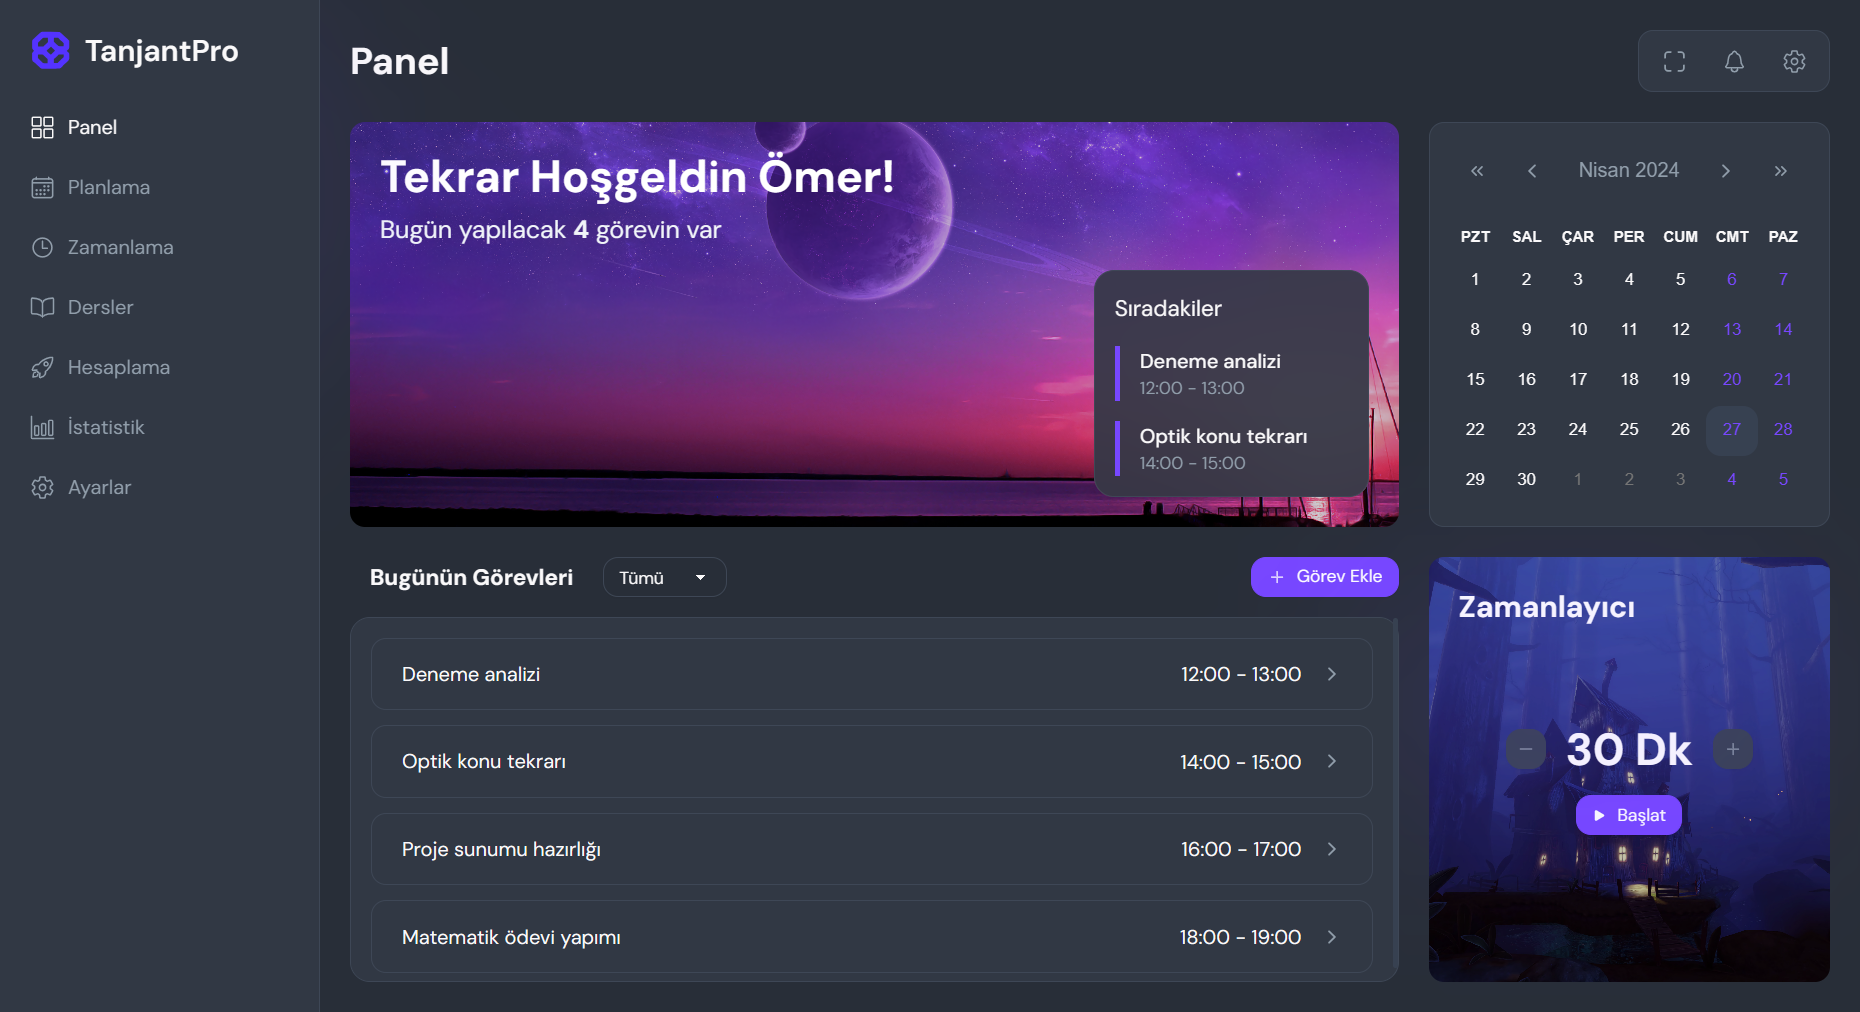 TanjantPro
Panel
Planlama
Zamanlama
Dersler
Hesaplama
İstatistik
Ayarlar
Panel
Tekrar Hoşgeldin Ömer!
Bugün yapılacak 4 görevin var
Sıradakiler
Deneme analizi
12:00 - 13:00
Optik konu tekrarı
14:00 - 15:00
« ‹ Nisan 2024 › »
PZT SAL ÇAR PER CUM CMT PAZ
1 2 3 4 5 6 7
8 9 10 11 12 13 14
15 16 17 18 19 20 21
22 23 24 25 26 27 28
29 30 1 2 3 4 5
Bugünün Görevleri
Tümü
+ Görev Ekle
Deneme analizi 12:00 - 13:00
Optik konu tekrarı 14:00 - 15:00
Proje sunumu hazırlığı 16:00 - 17:00
Matematik ödevi yapımı 18:00 - 19:00
Zamanlayıcı
− 30 Dk +
Başlat